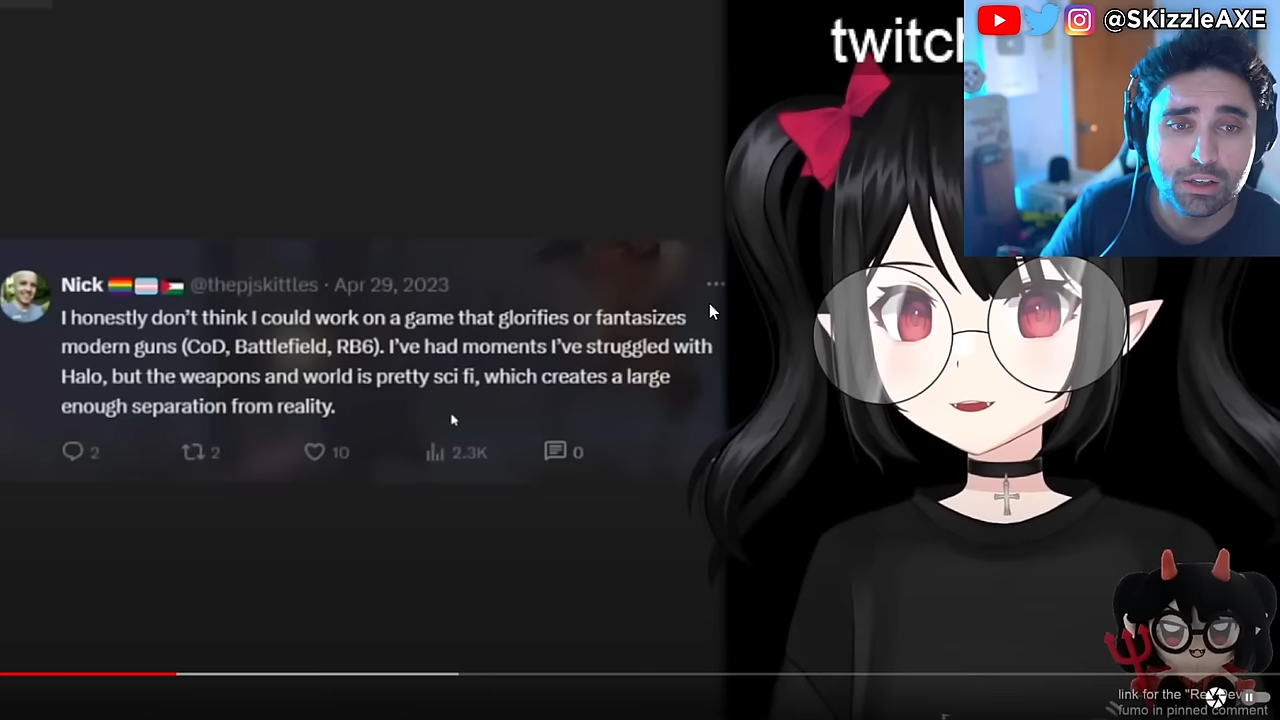 twitch
@SKizzleAXE
Nick @thepjskittles · Apr 29, 2023
I honestly don't think I could work on a game that glorifies or fantasizes
modern guns (CoD, Battlefield, RB6). I've had moments I've struggled with
Halo, but the weapons and world is pretty sci fi, which creates a large
enough separation from reality.
2 2 10 2.3K 0
link for the "Re
fumo in pinned comment